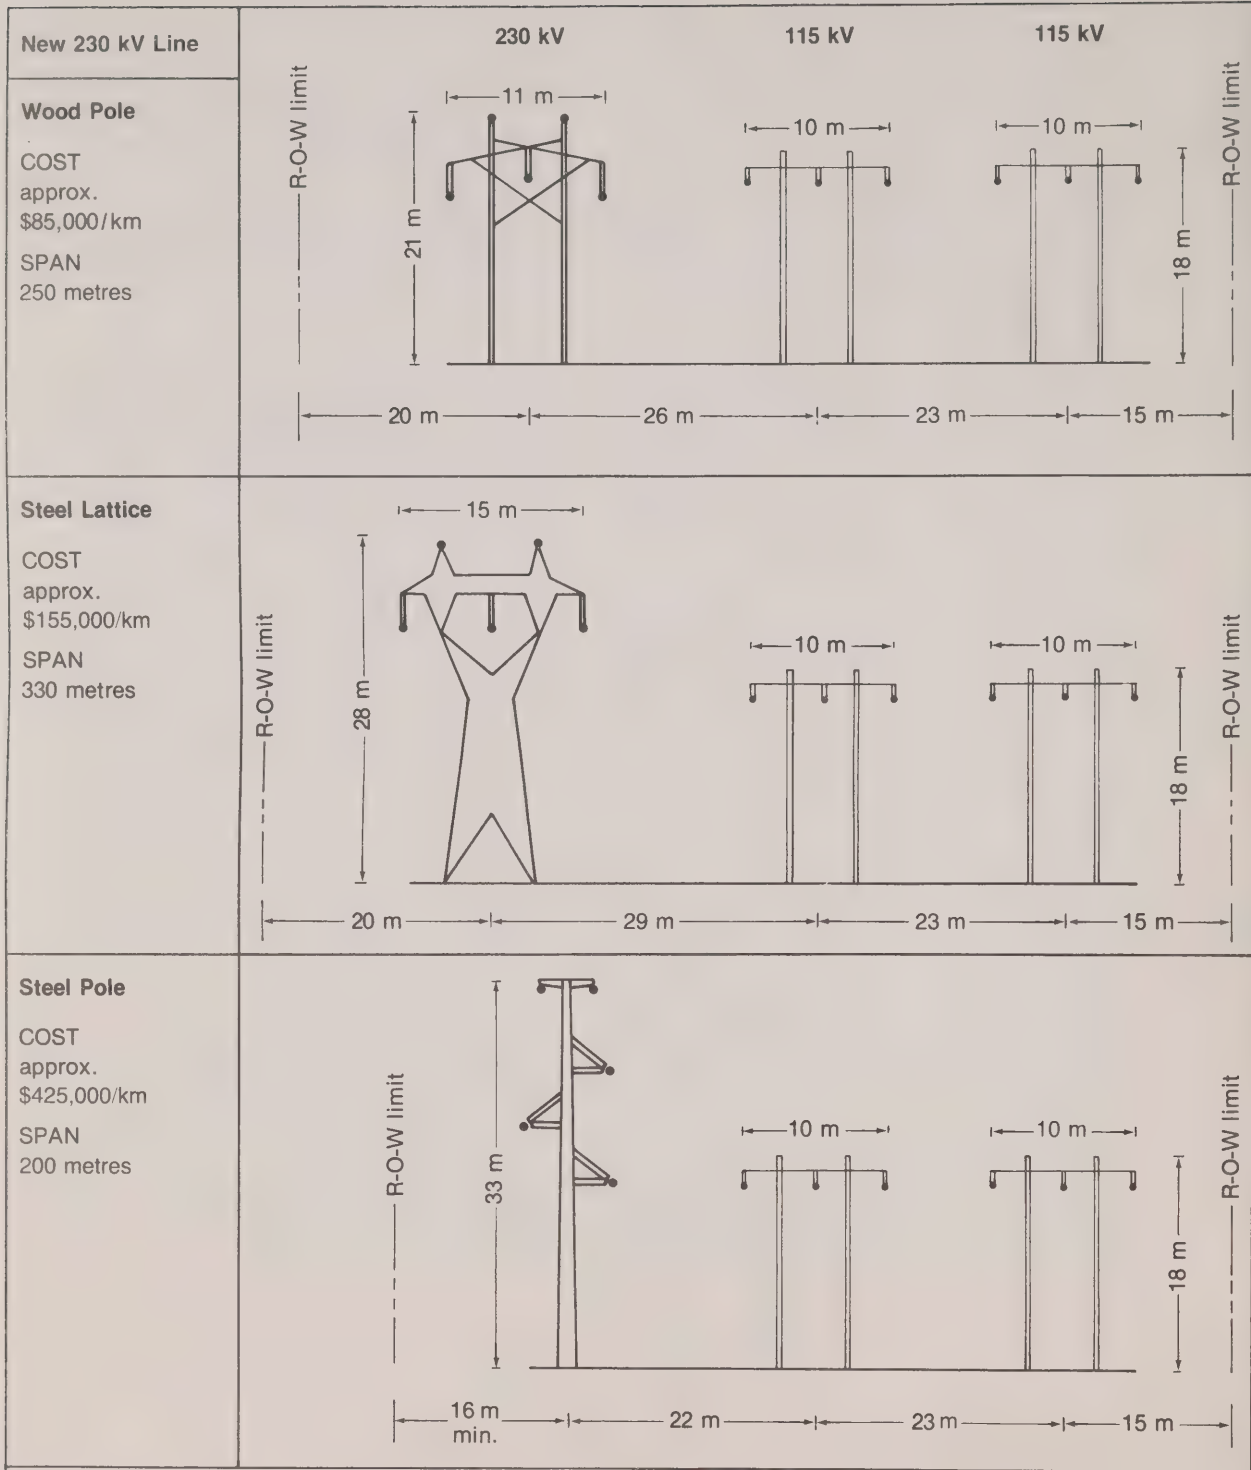 New 230 kV Line
230 kV 115 kV 115 kV
Wood Pole
COST
approx.
$85,000/km
SPAN
250 metres
R-O-W limit
11 m
21 m
10 m
10 m
18 m
R-O-W limit
20 m 26 m 23 m 15 m
Steel Lattice
COST
approx.
$155,000/km
SPAN
330 metres
R-O-W limit
15 m
28 m
10 m
10 m
18 m
R-O-W limit
20 m 29 m 23 m 15 m
Steel Pole
COST
approx.
$425,000/km
SPAN
200 metres
R-O-W limit
33 m
10 m
10 m
18 m
R-O-W limit
16 m
min.
22 m 23 m 15 m